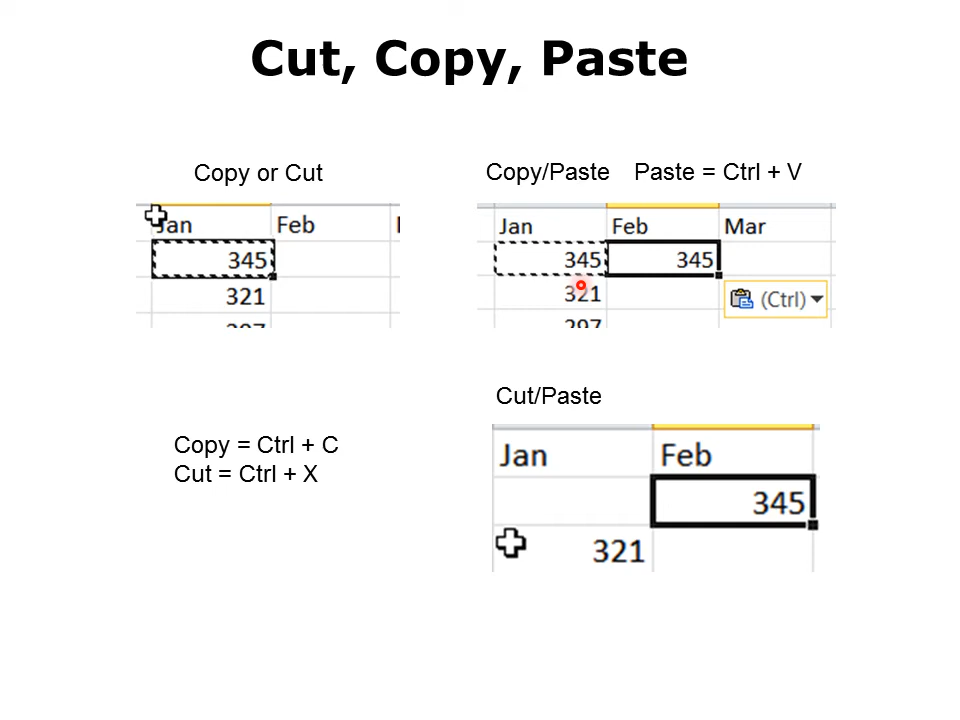 Cut, Copy, Paste
Copy or Cut
Jan Feb
345
321
Copy = Ctrl + C
Cut = Ctrl + X
Copy/Paste Paste = Ctrl + V
Jan Feb Mar
345 345
321 (Ctrl)
297
Cut/Paste
Jan Feb
345
321